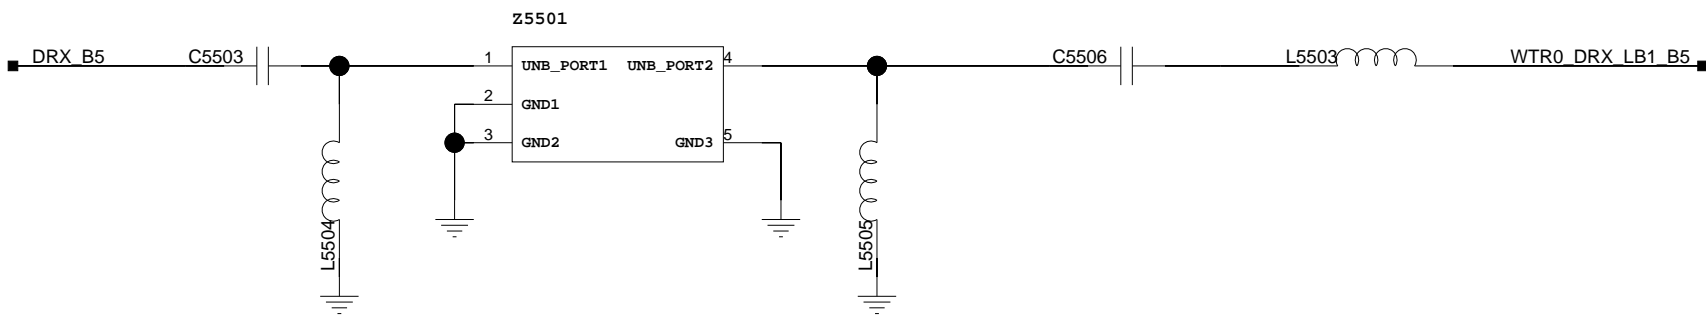 Z5501
DRX_B5
C5503
1
UNB_PORT1
UNB_PORT2
4
C5506
L5503
WTR0_DRX_LB1_B5
2
GND1
3
GND2
GND3
5
L5504
L5505